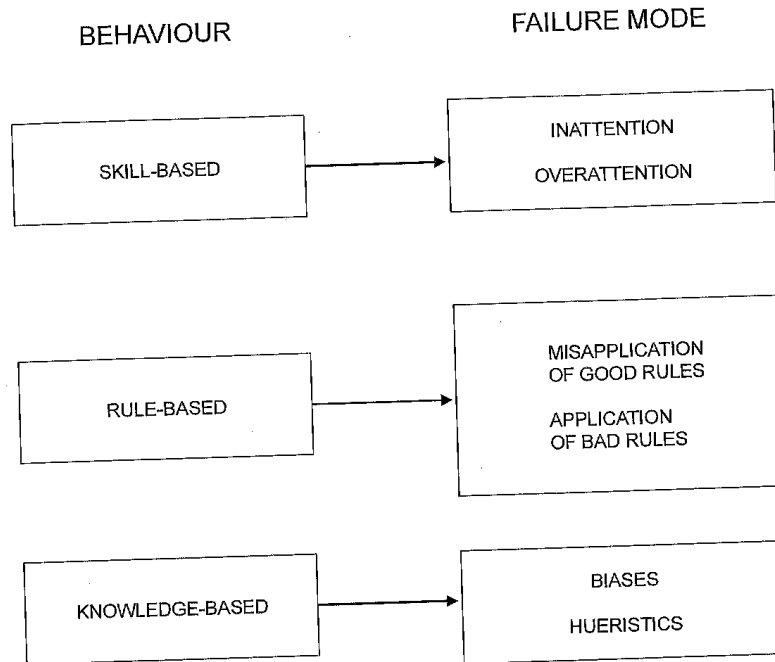 BEHAVIOUR
FAILURE MODE
SKILL-BASED
INATTENTION
OVERATTENTION
RULE-BASED
MISAPPLICATION
OF GOOD RULES
APPLICATION
OF BAD RULES
KNOWLEDGE-BASED
BIASES
HUERISTICS